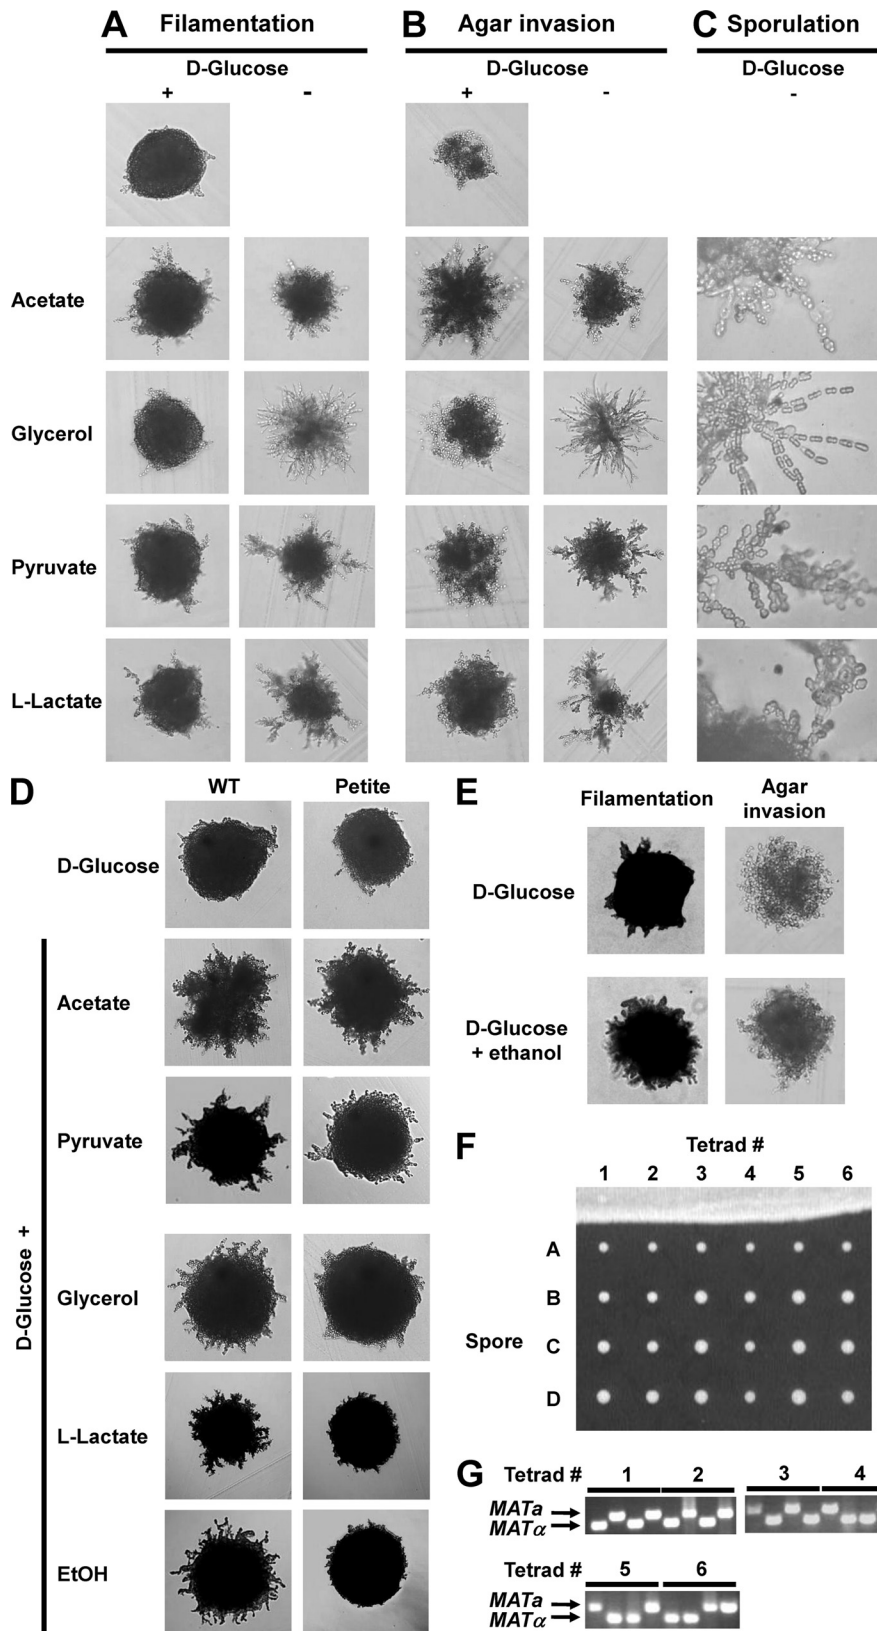 A Filamentation B Agar invasion C Sporulation
D-Glucose D-Glucose D-Glucose
+ - + - -
Acetate
Glycerol
Pyruvate
L-Lactate
D WT Petite
D-Glucose
D-Glucose +
Acetate
Pyruvate
Glycerol
L-Lactate
EtOH
E Filamentation Agar
invasion
D-Glucose
D-Glucose
+ ethanol
F Tetrad #
1 2 3 4 5 6
A
B
Spore C
D
G Tetrad # 1 2 3 4
MATa
MATα
Tetrad #
5 6
MATa
MATα